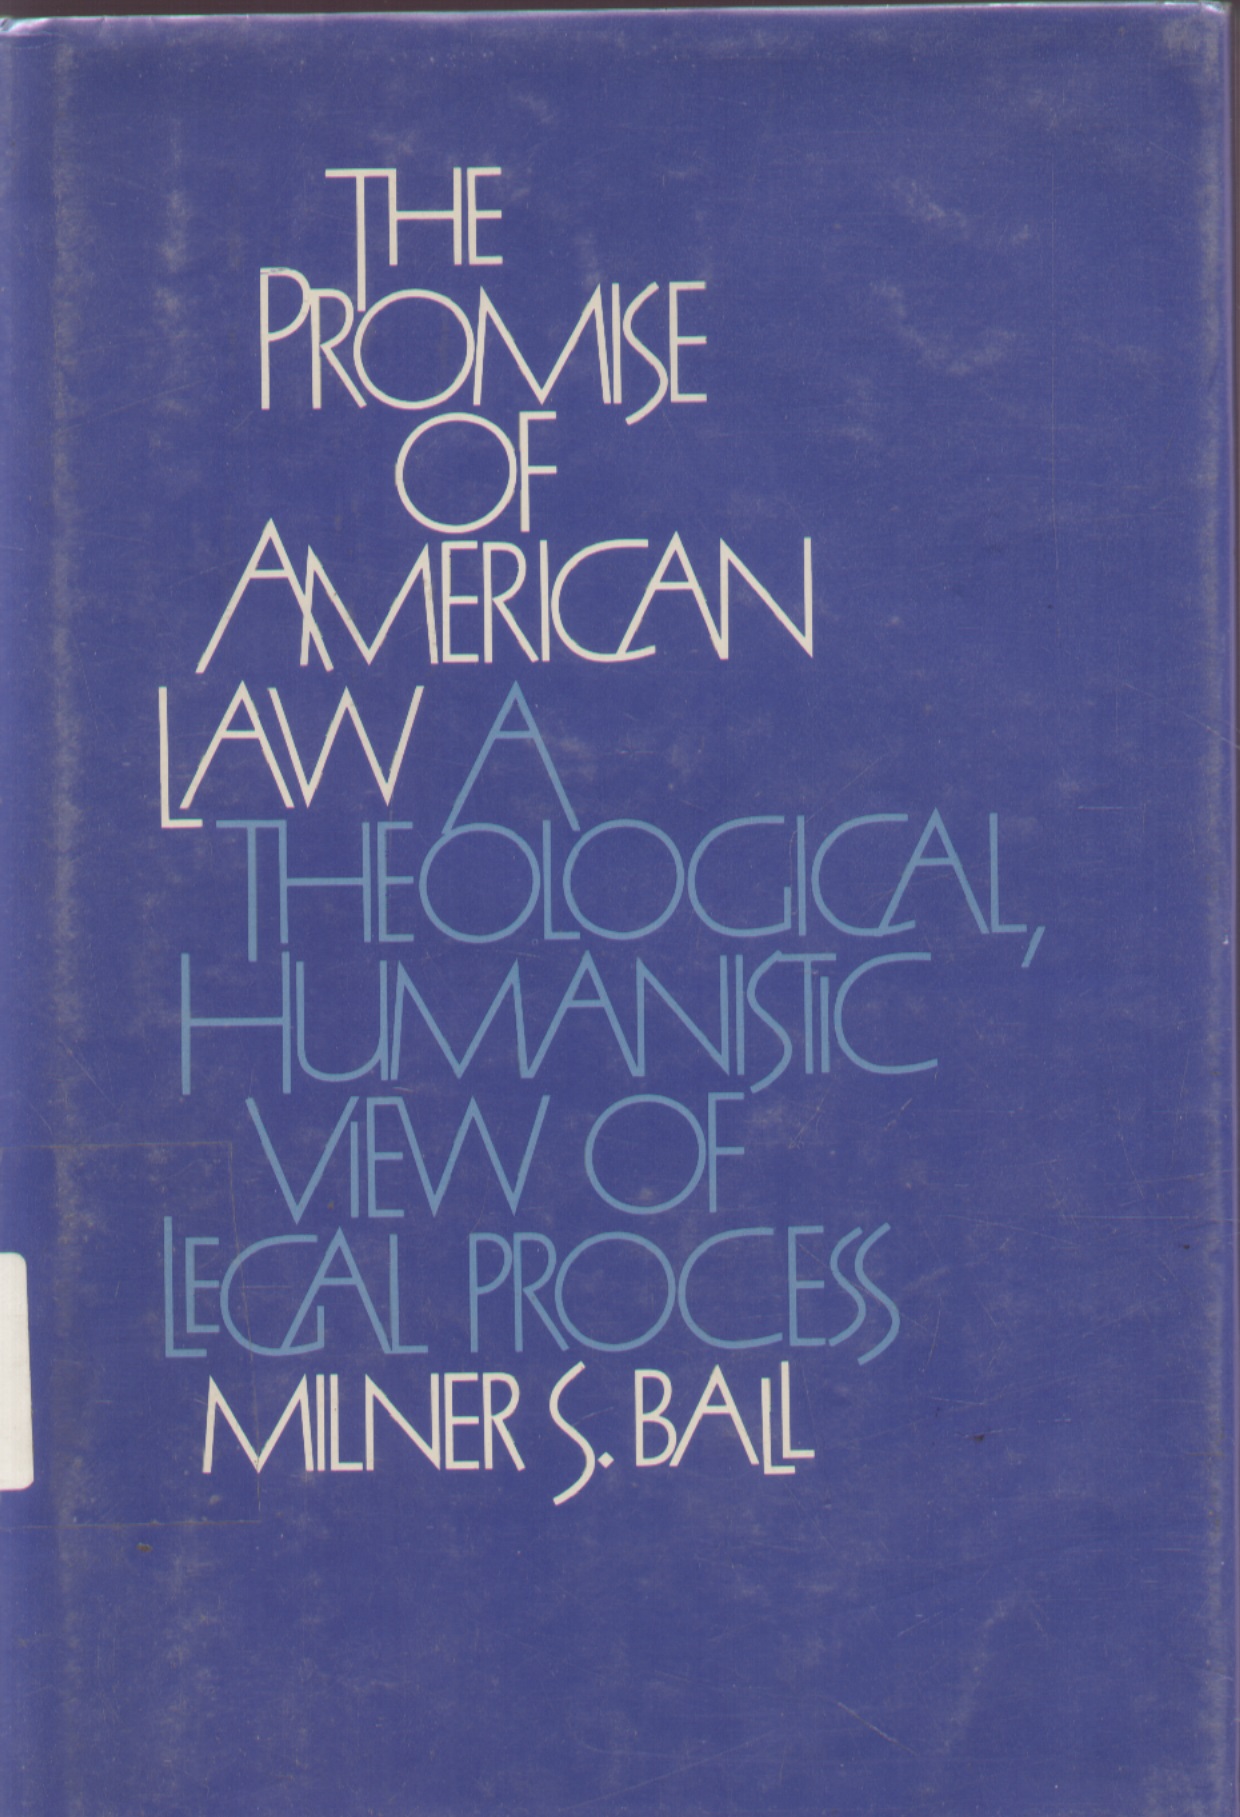 THE
PROMISE
OF
AMERICAN
LAW A
THEOLOGICAL,
HUMANISTIC
VIEW OF
LEGAL PROCESS
MILNER S. BALL